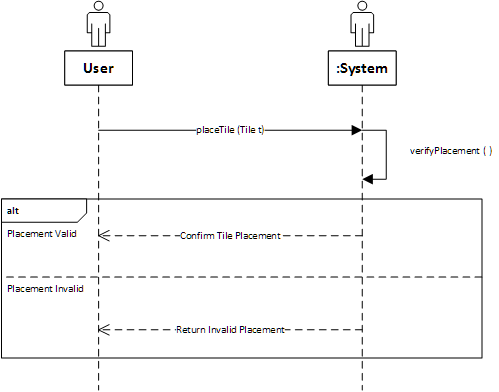 User
:System
placeTile (Tile t)
verifyPlacement ( )
alt
Placement Valid
Confirm Tile Placement
Placement Invalid
Return Invalid Placement